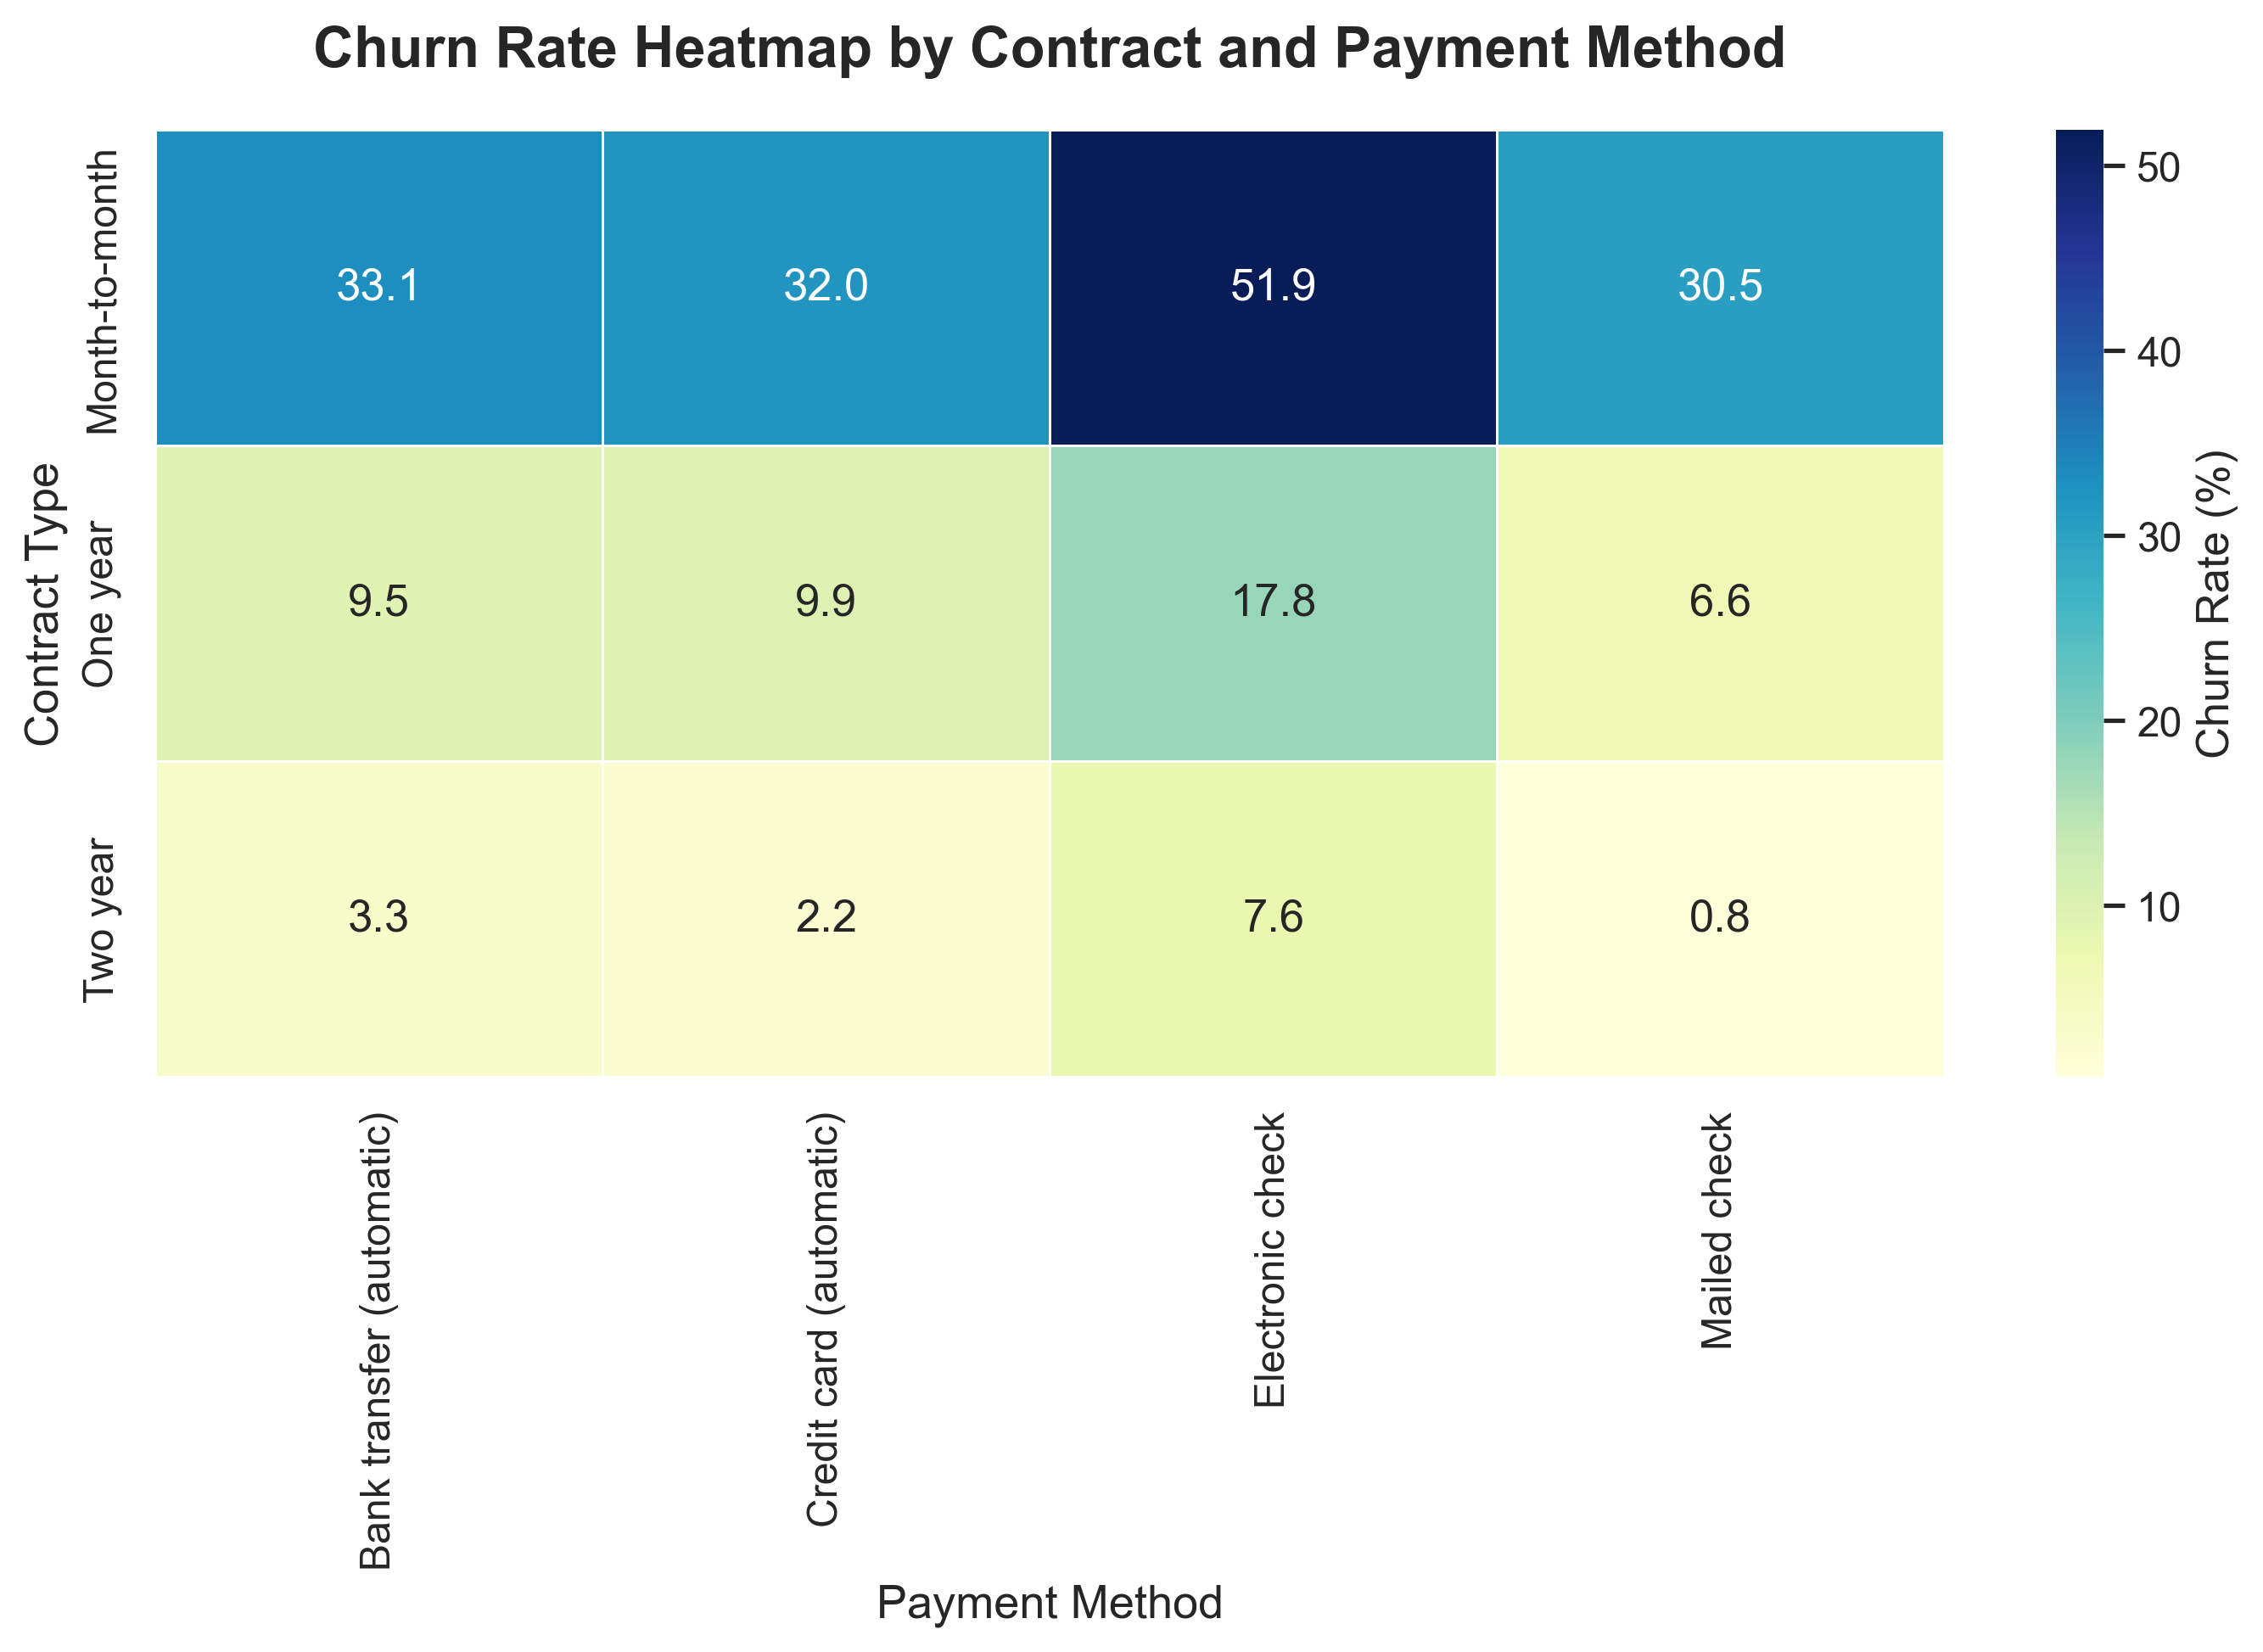 Churn Rate Heatmap by Contract and Payment Method
Contract Type
Month-to-month
33.1
32.0
51.9
30.5
One year
9.5
9.9
17.8
6.6
Two year
3.3
2.2
7.6
0.8
Bank transfer (automatic)
Credit card (automatic)
Electronic check
Mailed check
Payment Method
50
40
30
20
10
Churn Rate (%)